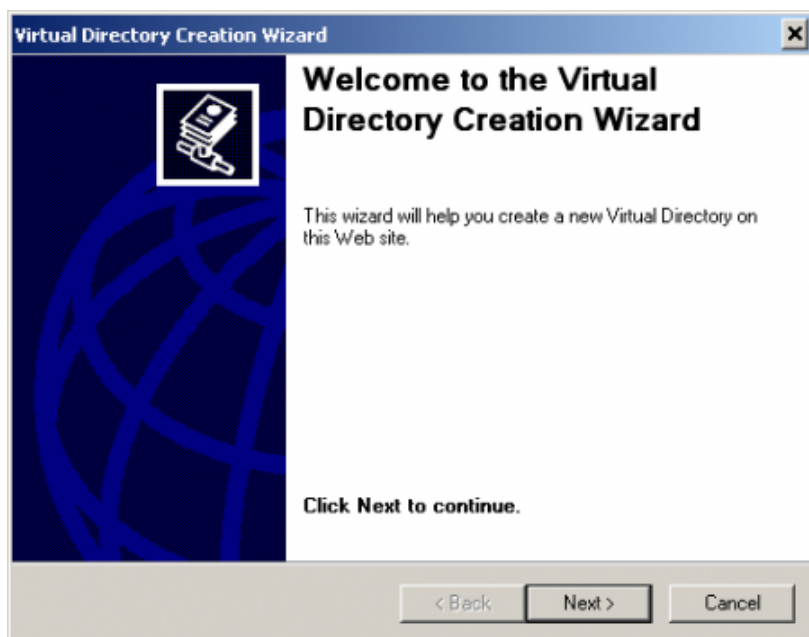 Virtual Directory Creation Wizard
Welcome to the Virtual
Directory Creation Wizard
This wizard will help you create a new Virtual Directory on
this Web site.
Click Next to continue.
< Back Next > Cancel